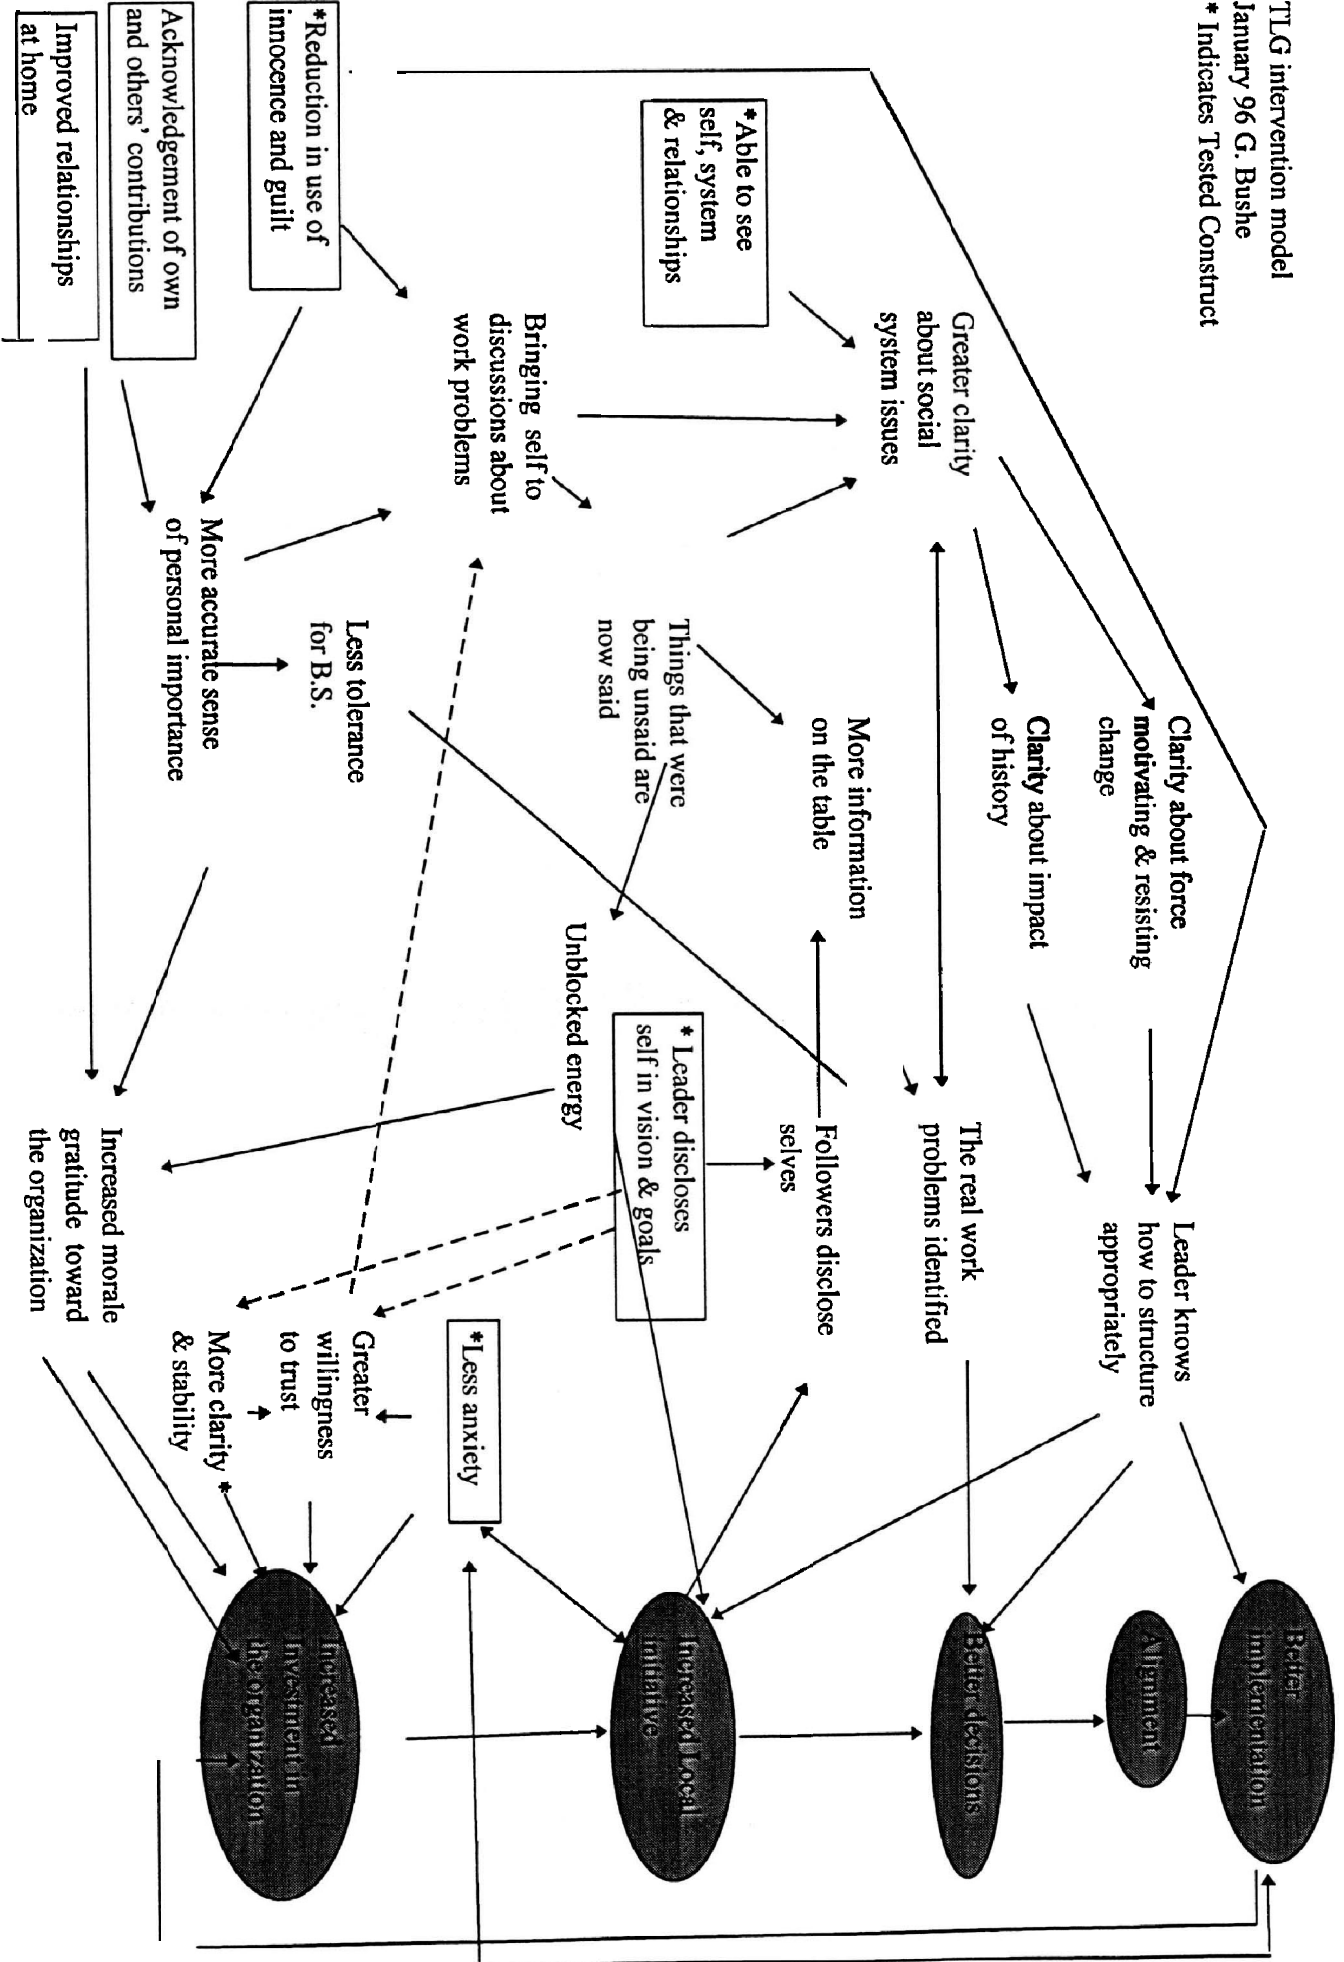 TLG intervention model
January 96 G. Bushe
* Indicates Tested Construct
*Able to see
self, system
& relationships
*Reduction in use of
innocence and guilt
Acknowledgement of own
and others' contributions
Improved relationships
at home
Greater clarity
about social
system issues
Bringing self to
discussions about
work problems
More accurate sense
of personal importance
Less tolerance
for B.S.
Things that were
being unsaid are
now said
More information
on the table
Clarity about force
motivating & resisting
change
Clarity about impact
of history
Unblocked energy
* Leader discloses
self in vision & goals
Followers disclose
selves
The real work
problems identified
Leader knows
how to structure
appropriately
Increased morale
gratitude toward
the organization
*Less anxiety
Greater
willingness
to trust
More clarity *
& stability
Better
implementation
Alignment
Better decisions
Increased Local
Initiative
Increased
Investment in
the organization